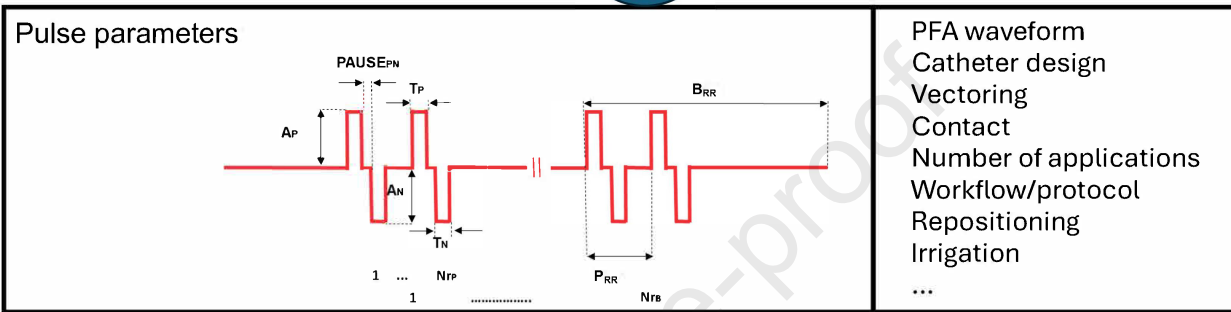 Pulse parameters
PAUSEPN
TP
AP
AN
TN
BRR
PRR
1 ... NrP
1 ................ NrB
PFA waveform
Catheter design
Vectoring
Contact
Number of applications
Workflow/protocol
Repositioning
Irrigation
...
e-proof